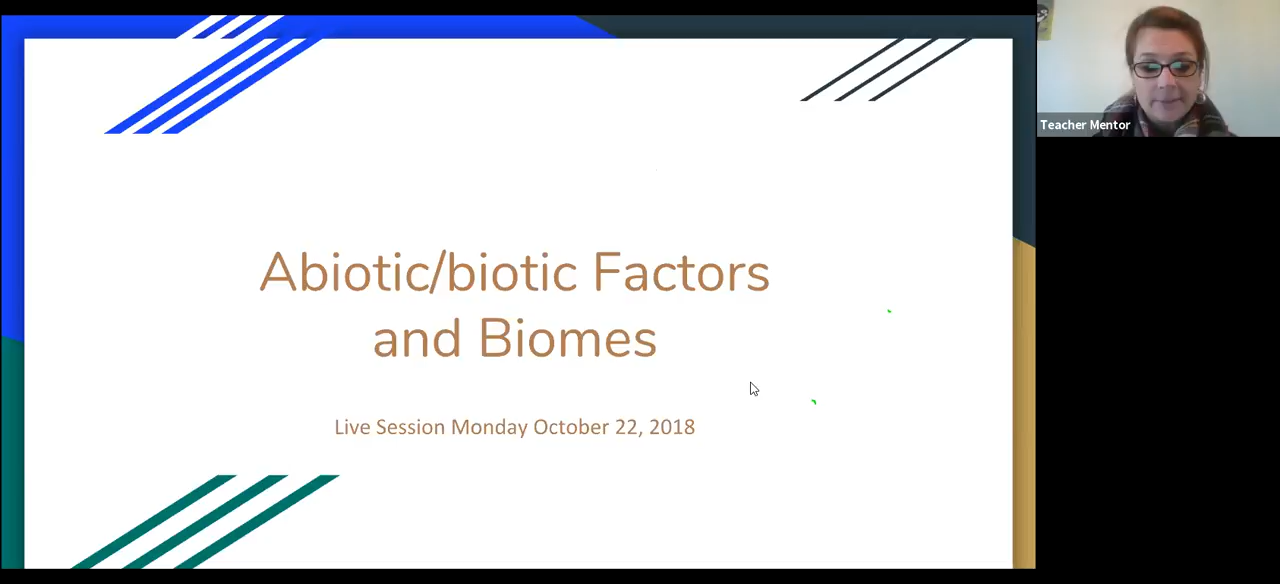 Abiotic/biotic Factors
and Biomes
Live Session Monday October 22, 2018
Teacher Mentor